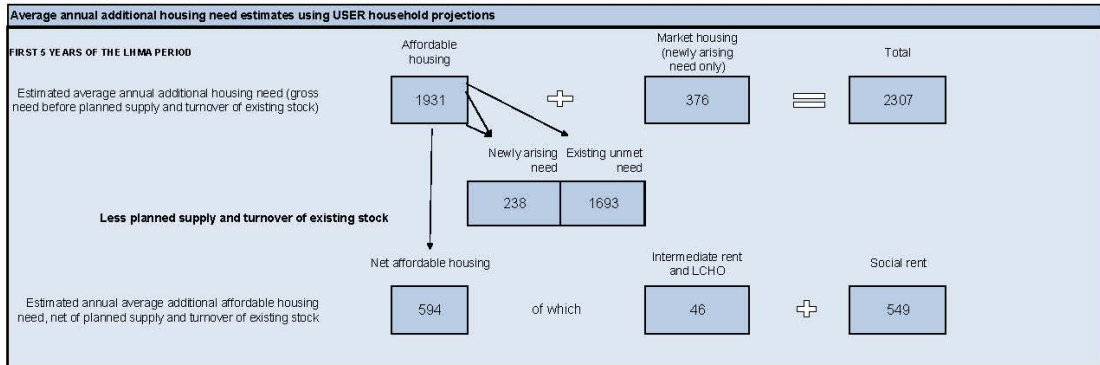 Average annual additional housing need estimates using USER household projections
FIRST 5 YEARS OF THE LHMA PERIOD
Affordable
housing
Market housing
(newly arising
need only)
Total
Estimated average annual additional housing need (gross
need before planned supply and turnover of existing stock)
1931
376
2307
Newly arising
need
Existing unmet
need
238
1693
Less planned supply and turnover of existing stock
Net affordable housing
Intermediate rent
and LCHO
Social rent
Estimated annual average additional affordable housing
need, net of planned supply and turnover of existing stock
594
of which
46
549